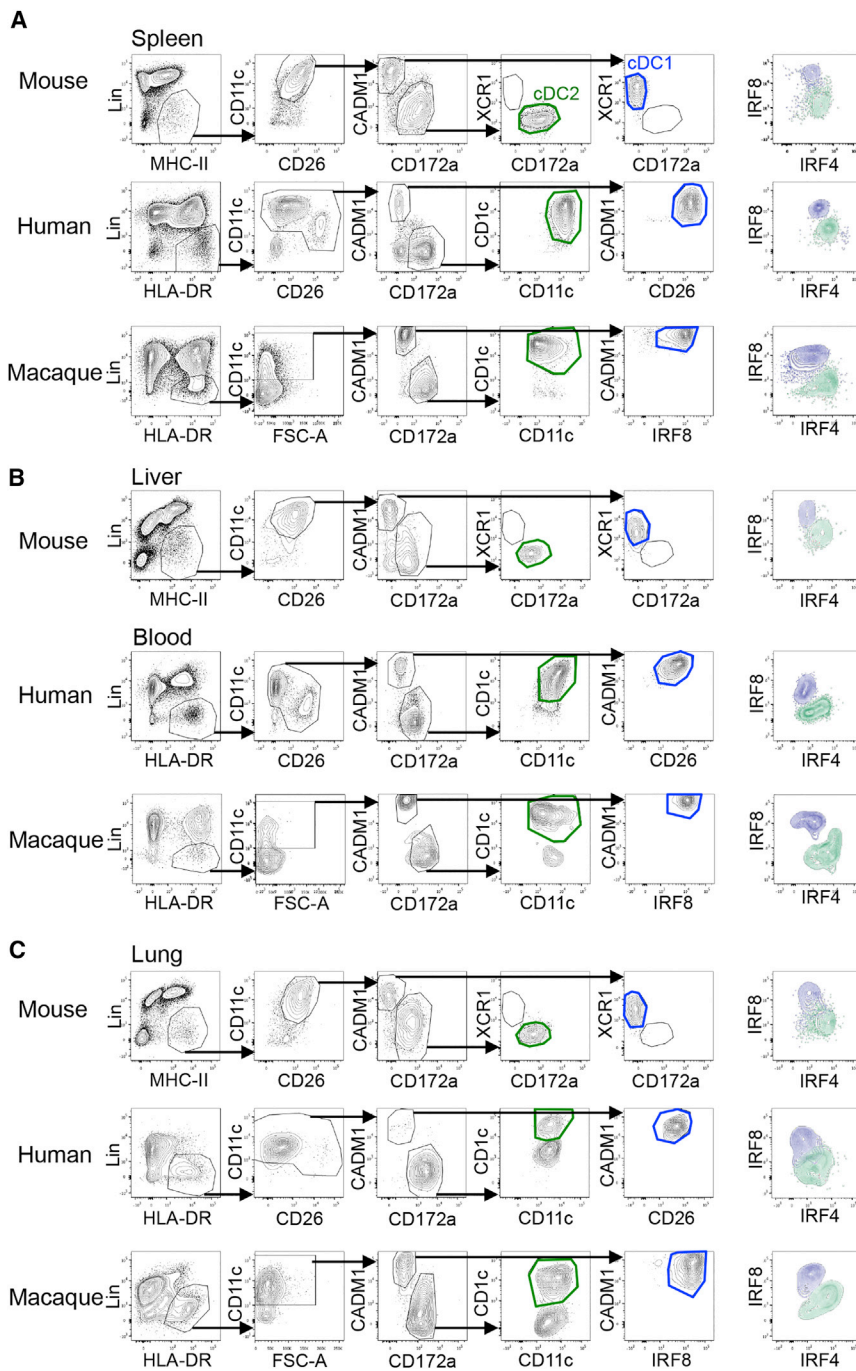 A
Spleen
Mouse
Lin
CD11c
CADM1
XCR1
cDC2
XCR1
cDC1
IRF8
MHC-II
CD26
CD172a
CD172a
CD172a
IRF4
Human
Lin
CD11c
CADM1
CD1c
CADM1
IRF8
HLA-DR
CD26
CD172a
CD11c
CD26
IRF4
Macaque
Lin
CD11c
CADM1
CD1c
CADM1
IRF8
HLA-DR
FSC-A
CD172a
CD11c
IRF8
IRF4
B
Liver
Mouse
Lin
CD11c
CADM1
XCR1
XCR1
IRF8
MHC-II
CD26
CD172a
CD172a
CD172a
IRF4
Blood
Human
Lin
CD11c
CADM1
CD1c
CADM1
IRF8
HLA-DR
CD26
CD172a
CD11c
CD26
IRF4
Macaque
Lin
CD11c
CADM1
CD1c
CADM1
IRF8
HLA-DR
FSC-A
CD172a
CD11c
IRF8
IRF4
C
Lung
Mouse
Lin
CD11c
CADM1
XCR1
XCR1
IRF8
MHC-II
CD26
CD172a
CD172a
CD172a
IRF4
Human
Lin
CD11c
CADM1
CD1c
CADM1
IRF8
HLA-DR
CD26
CD172a
CD11c
CD26
IRF4
Macaque
Lin
CD11c
CADM1
CD1c
CADM1
IRF8
HLA-DR
FSC-A
CD172a
CD11c
IRF8
IRF4